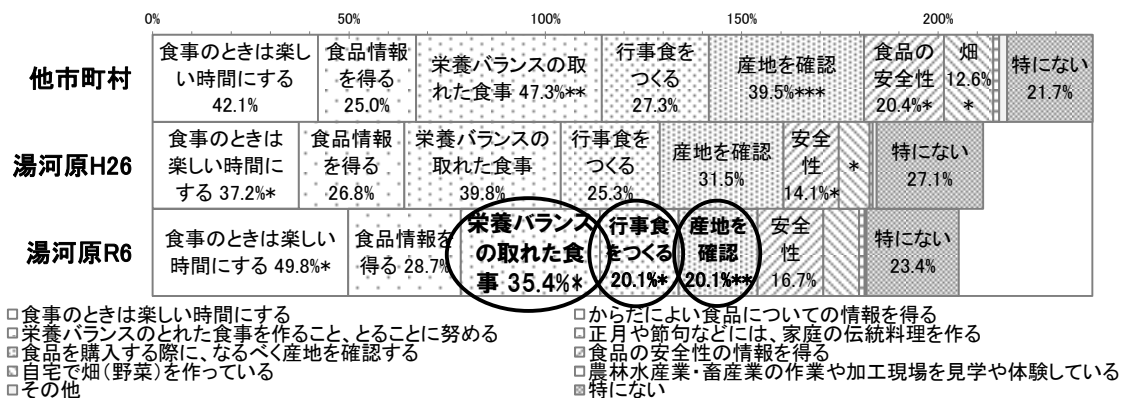 0% 50% 100% 150% 200%
他市町村
食事のときは楽し
い時間にする
42.1%
食品情報
を得る
25.0%
栄養バランスの取
れた食事 47.3%**
行事食を
つくる
27.3%
産地を確認
39.5%***
食品の
安全性
20.4%*
畑
12.6%
*
特にない
21.7%
湯河原H26
食事のときは
楽しい時間に
する 37.2%*
食品情報
を得る
26.8%
栄養バランスの
取れた食事
39.8%
行事食を
つくる
25.3%
産地を確認
31.5%
安全
性
14.1%*
*
特にない
27.1%
湯河原R6
食事のときは楽しい
時間にする 49.8%*
食品情報を
得る 28.7%
栄養バランス
の取れた食
事 35.4%*
行事食
をつくる
20.1%*
産地を
確認
20.1%**
安全
性
16.7%
特にない
23.4%
食事のときは楽しい時間にする
からだによい食品についての情報を得る
栄養バランスのとれた食事を作ること、とることに努める
正月や節句などには、家庭の伝統料理を作る
食品を購入する際に、なるべく産地を確認する
食品の安全性の情報を得る
自宅で畑(野菜)を作っている
農林水産業・畜産業の作業や加工現場を見学や体験している
その他
特にない